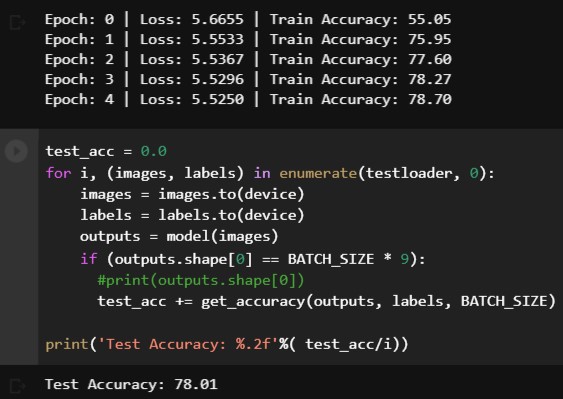 Epoch: 0 | Loss: 5.6655 | Train Accuracy: 55.05
Epoch: 1 | Loss: 5.5533 | Train Accuracy: 75.95
Epoch: 2 | Loss: 5.5367 | Train Accuracy: 77.60
Epoch: 3 | Loss: 5.5296 | Train Accuracy: 78.27
Epoch: 4 | Loss: 5.5250 | Train Accuracy: 78.70
test_acc = 0.0
for i, (images, labels) in enumerate(testloader, 0):
    images = images.to(device)
    labels = labels.to(device)
    outputs = model(images)
    if (outputs.shape[0] == BATCH_SIZE * 9):
      #print(outputs.shape[0])
      test_acc += get_accuracy(outputs, labels, BATCH_SIZE)
print('Test Accuracy: %.2f'%( test_acc/i))
Test Accuracy: 78.01